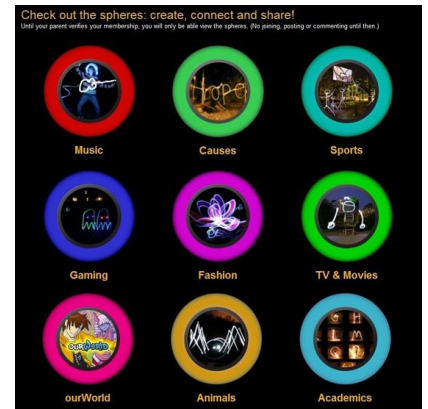 Check out the spheres: create, connect and share!
Until your parent verifies your membership, you will only be able view the spheres. (No joining, posting or commenting until then.)
Hope
Music Causes Sports
Gaming Fashion TV & Movies
OURWORLD
ourWorld Animals Academics